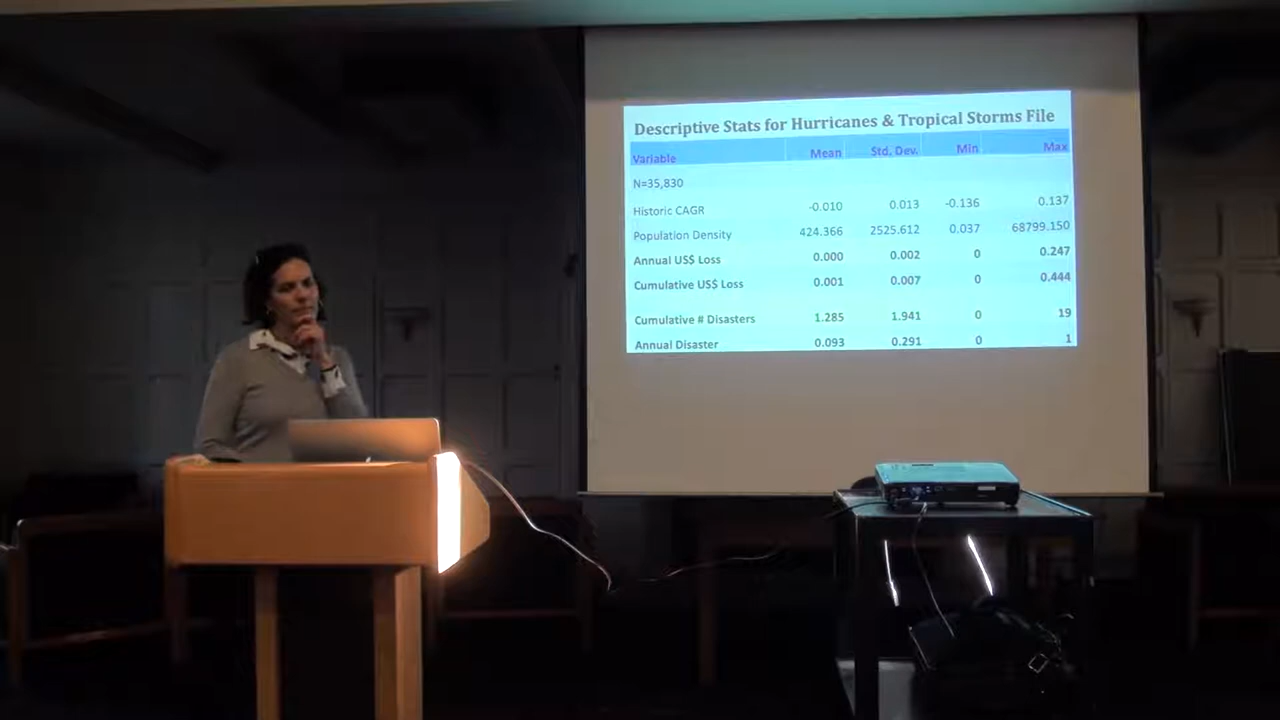 Descriptive Stats for Hurricanes & Tropical Storms File
Variable Mean Std. Dev. Min Max
N=35,830
Historic CAGR -0.010 0.013 -0.136 0.137
Population Density 424.366 2525.612 0.037 68799.150
Annual US$ Loss 0.000 0.002 0 0.247
Cumulative US$ Loss 0.001 0.007 0 0.444
Cumulative # Disasters 1.285 1.941 0 19
Annual Disaster 0.093 0.291 0 1